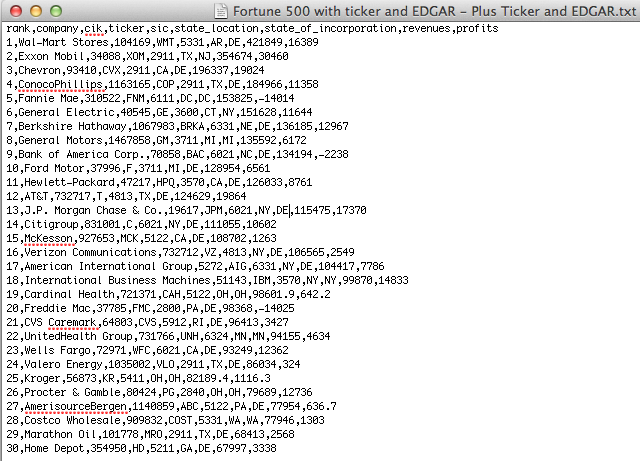 Fortune 500 with ticker and EDGAR – Plus Ticker and EDGAR.txt
rank,company,cik,ticker,sic,state_location,state_of_incorporation,revenues,profits
1,Wal-Mart Stores,104169,WMT,5331,AR,DE,421849,16389
2,Exxon Mobil,34088,XOM,2911,TX,NJ,354674,30460
3,Chevron,93410,CVX,2911,CA,DE,196337,19024
4,ConocoPhillips,1163165,COP,2911,TX,DE,184966,11358
5,Fannie Mae,310522,FNM,6111,DC,DC,153825,-14014
6,General Electric,40545,GE,3600,CT,NY,151628,11644
7,Berkshire Hathaway,1067983,BRKA,6331,NE,DE,136185,12967
8,General Motors,1467858,GM,3711,MI,MI,135592,6172
9,Bank of America Corp.,70858,BAC,6021,NC,DE,134194,-2238
10,Ford Motor,37996,F,3711,MI,DE,128954,6561
11,Hewlett-Packard,47217,HPQ,3570,CA,DE,126033,8761
12,AT&T,732717,T,4813,TX,DE,124629,19864
13,J.P. Morgan Chase & Co.,19617,JPM,6021,NY,DE,115475,17370
14,Citigroup,831001,C,6021,NY,DE,111055,10602
15,McKesson,927653,MCK,5122,CA,DE,108702,1263
16,Verizon Communications,732712,VZ,4813,NY,DE,106565,2549
17,American International Group,5272,AIG,6331,NY,DE,104417,7786
18,International Business Machines,51143,IBM,3570,NY,NY,99870,14833
19,Cardinal Health,721371,CAH,5122,OH,OH,98601.9,642.2
20,Freddie Mac,37785,FMC,2800,PA,DE,98368,-14025
21,CVS Caremark,64803,CVS,5912,RI,DE,96413,3427
22,UnitedHealth Group,731766,UNH,6324,MN,MN,94155,4634
23,Wells Fargo,72971,WFC,6021,CA,DE,93249,12362
24,Valero Energy,1035002,VLO,2911,TX,DE,86034,324
25,Kroger,56873,KR,5411,OH,OH,82189.4,1116.3
26,Procter & Gamble,80424,PG,2840,OH,OH,79689,12736
27,AmerisourceBergen,1140859,ABC,5122,PA,DE,77954,636.7
28,Costco Wholesale,909832,COST,5331,WA,WA,77946,1303
29,Marathon Oil,101778,MRO,2911,TX,DE,68413,2568
30,Home Depot,354950,HD,5211,GA,DE,67997,3338